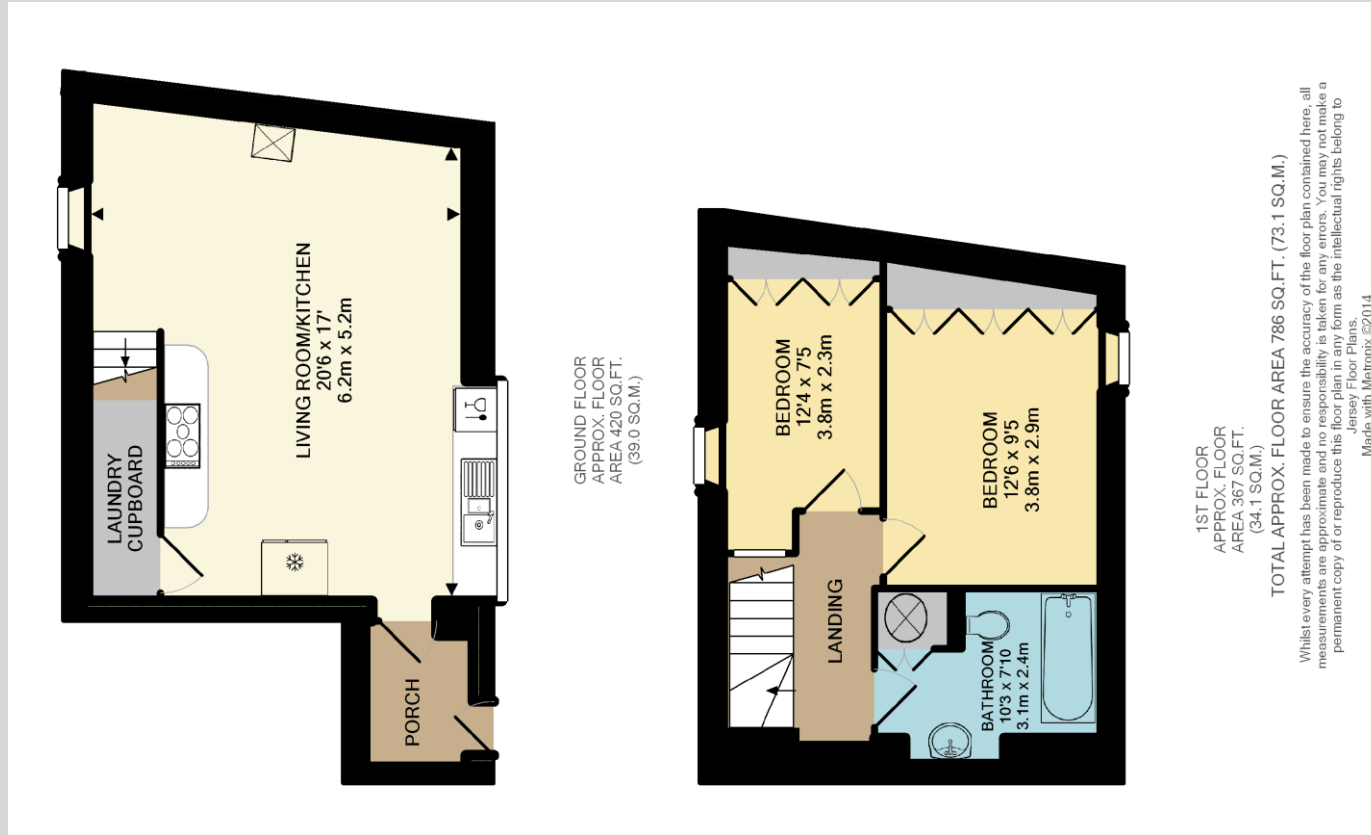 LIVING ROOM/KITCHEN
20'6 x 17'
6.2m x 5.2m
LAUNDRY
CUPBOARD
PORCH
GROUND FLOOR
APPROX. FLOOR
AREA 420 SQ.FT.
(39.0 SQ.M.)
BEDROOM
12'4 x 7'5
3.8m x 2.3m
BEDROOM
12'6 x 9'5
3.8m x 2.9m
LANDING
BATHROOM
10'3 x 7'10
3.1m x 2.4m
1ST FLOOR
APPROX. FLOOR
AREA 367 SQ.FT.
(34.1 SQ.M.)
TOTAL APPROX. FLOOR AREA 786 SQ.FT. (73.1 SQ.M.)
Whilst every attempt has been made to ensure the accuracy of the floor plan contained here, all
measurements are approximate and no responsibility is taken for any errors. You may not make a
permanent copy of or reproduce this floor plan in any form as the intellectual rights belong to
Jersey Floor Plans.
Made with Metropix ©2014